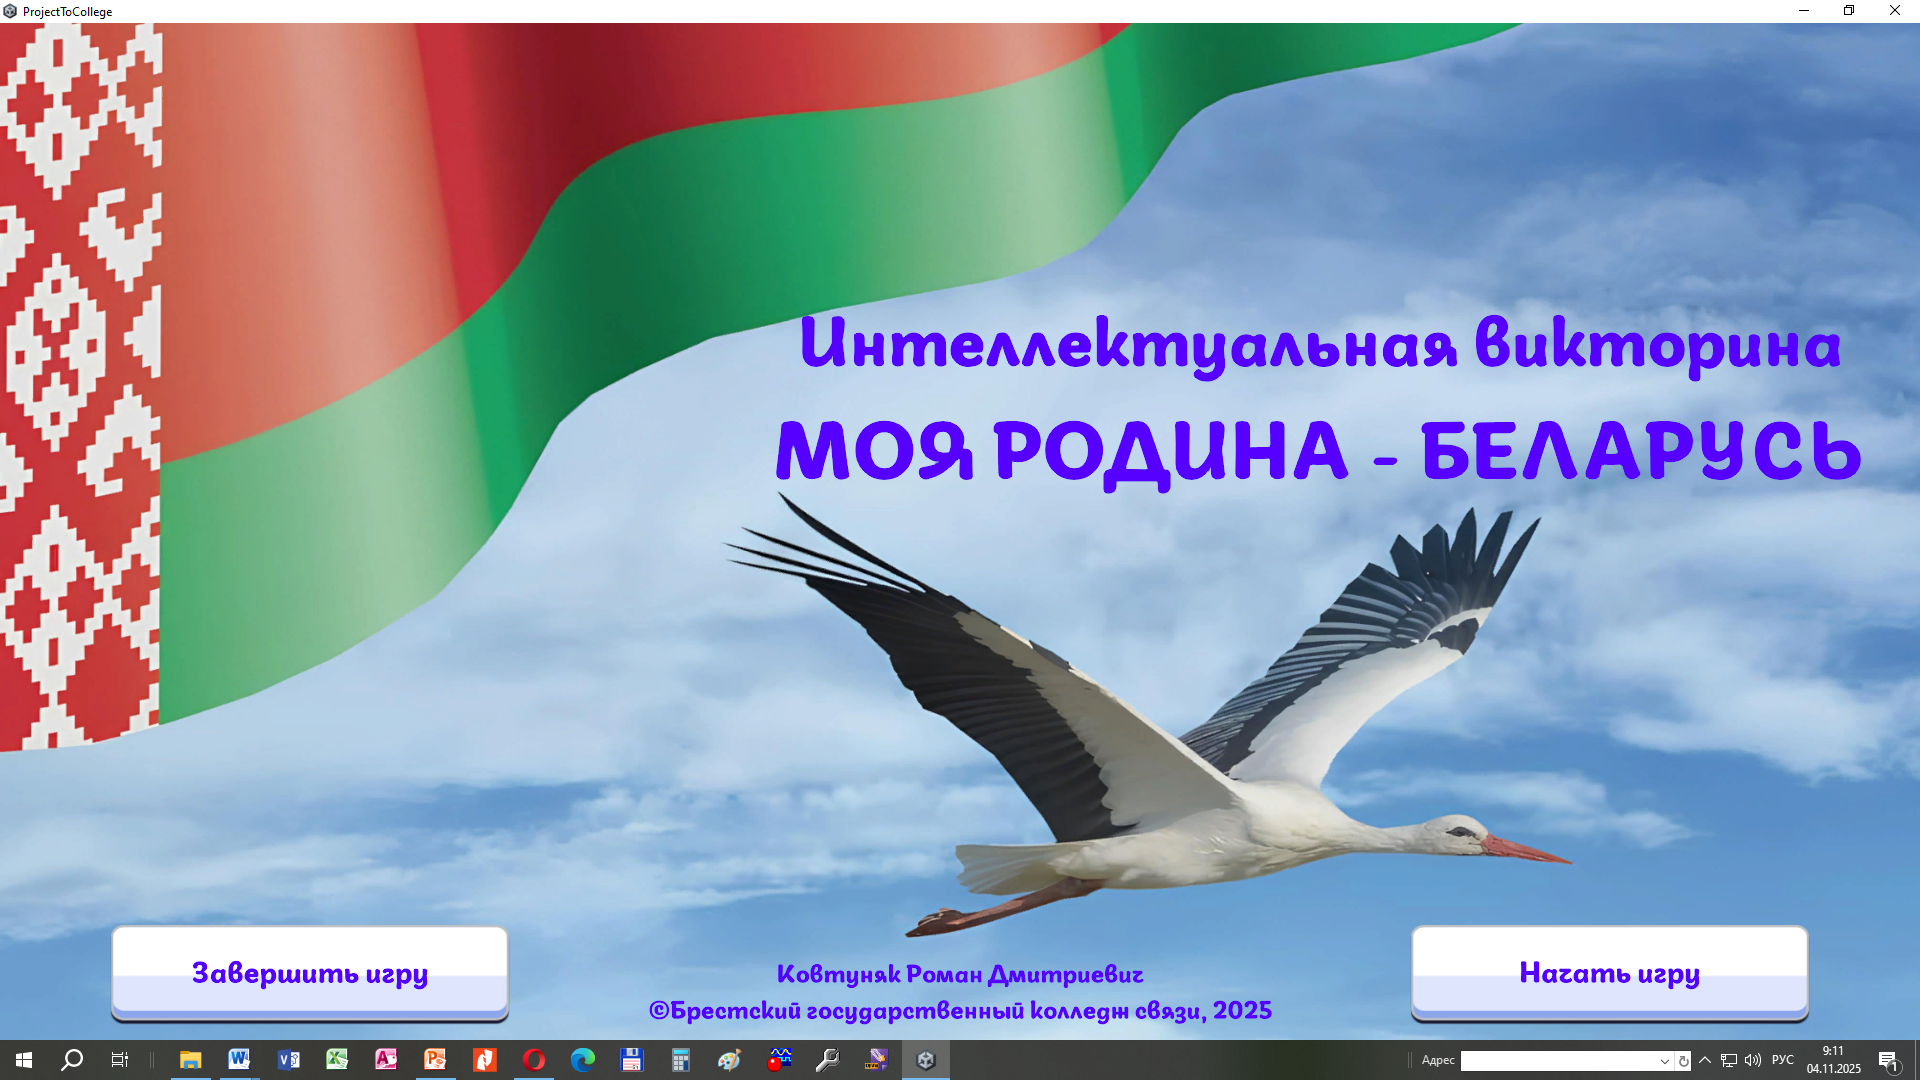 ProjectToCollege
Интеллектуальная викторина
МОЯ РОДИНА - БЕЛАРУСЬ
Завершить игру
Ковтуняк Роман Дмитриевич
©Брестский государственный колледж связи, 2025
Начать игру
Адрес
РУС
9:11
04.11.2025
1